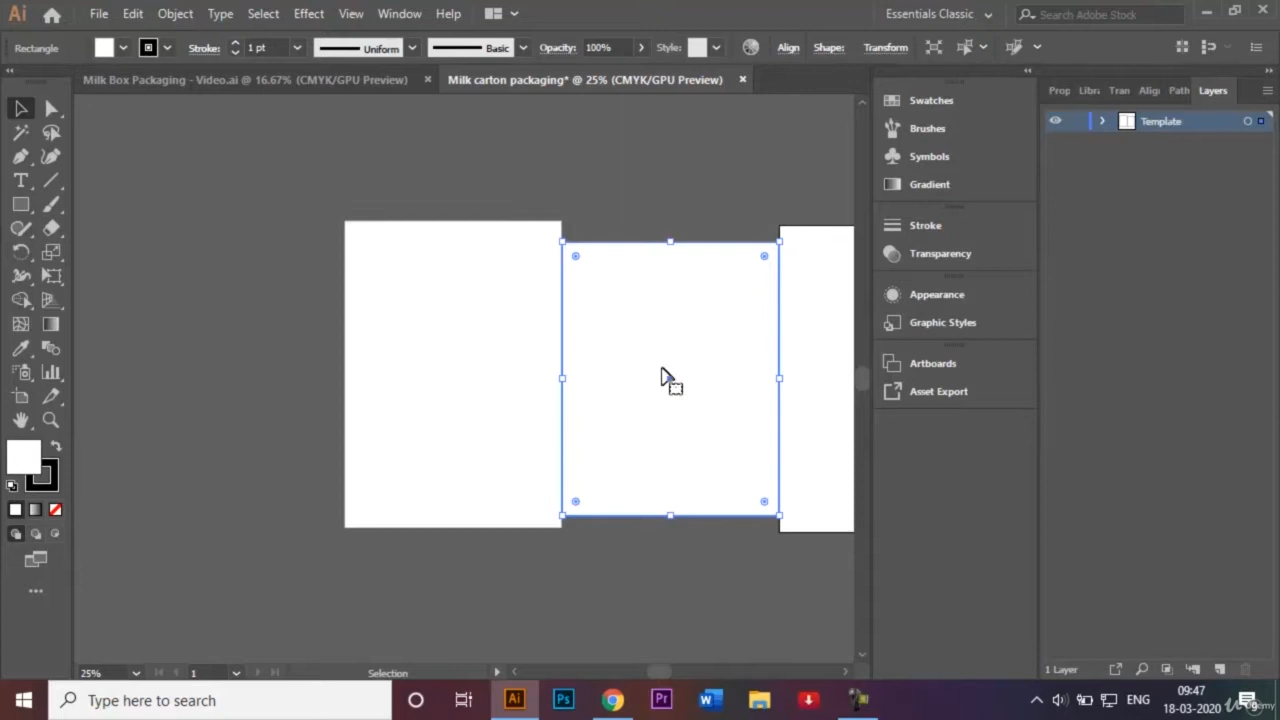 Ai File Edit Object Type Select Effect View Window Help Essentials Classic Search Adobe Stock
Rectangle Stroke: 1 pt Uniform Basic Opacity: 100% Style: Align Shape: Transform
Milk Box Packaging - Video.ai @ 16.67% (CMYK/GPU Preview) × Milk carton packaging* @ 25% (CMYK/GPU Preview) ×
Prop Libra Tran Alig Path Layers
Swatches
Template
Brushes
Symbols
Gradient
Stroke
Transparency
Appearance
Graphic Styles
Artboards
Asset Export
25% 1 Selection 1 Layer
Type here to search Ai Ps Pr W ENG 09:47
18-03-2020